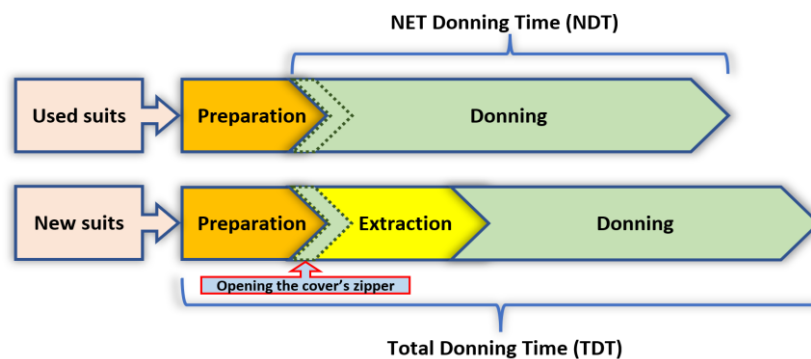 NET Donning Time (NDT)
Used suits
Preparation
Donning
New suits
Preparation
Extraction
Donning
Opening the cover's zipper
Total Donning Time (TDT)